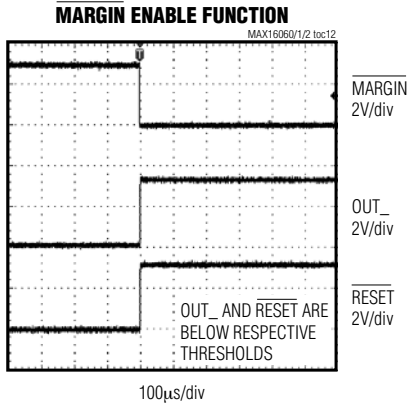 MARGIN ENABLE FUNCTION
MAX16060/1/2 toc12
MARGIN
2V/div
OUT_
2V/div
RESET
2V/div
OUT_ AND RESET ARE
BELOW RESPECTIVE
THRESHOLDS
100μs/div